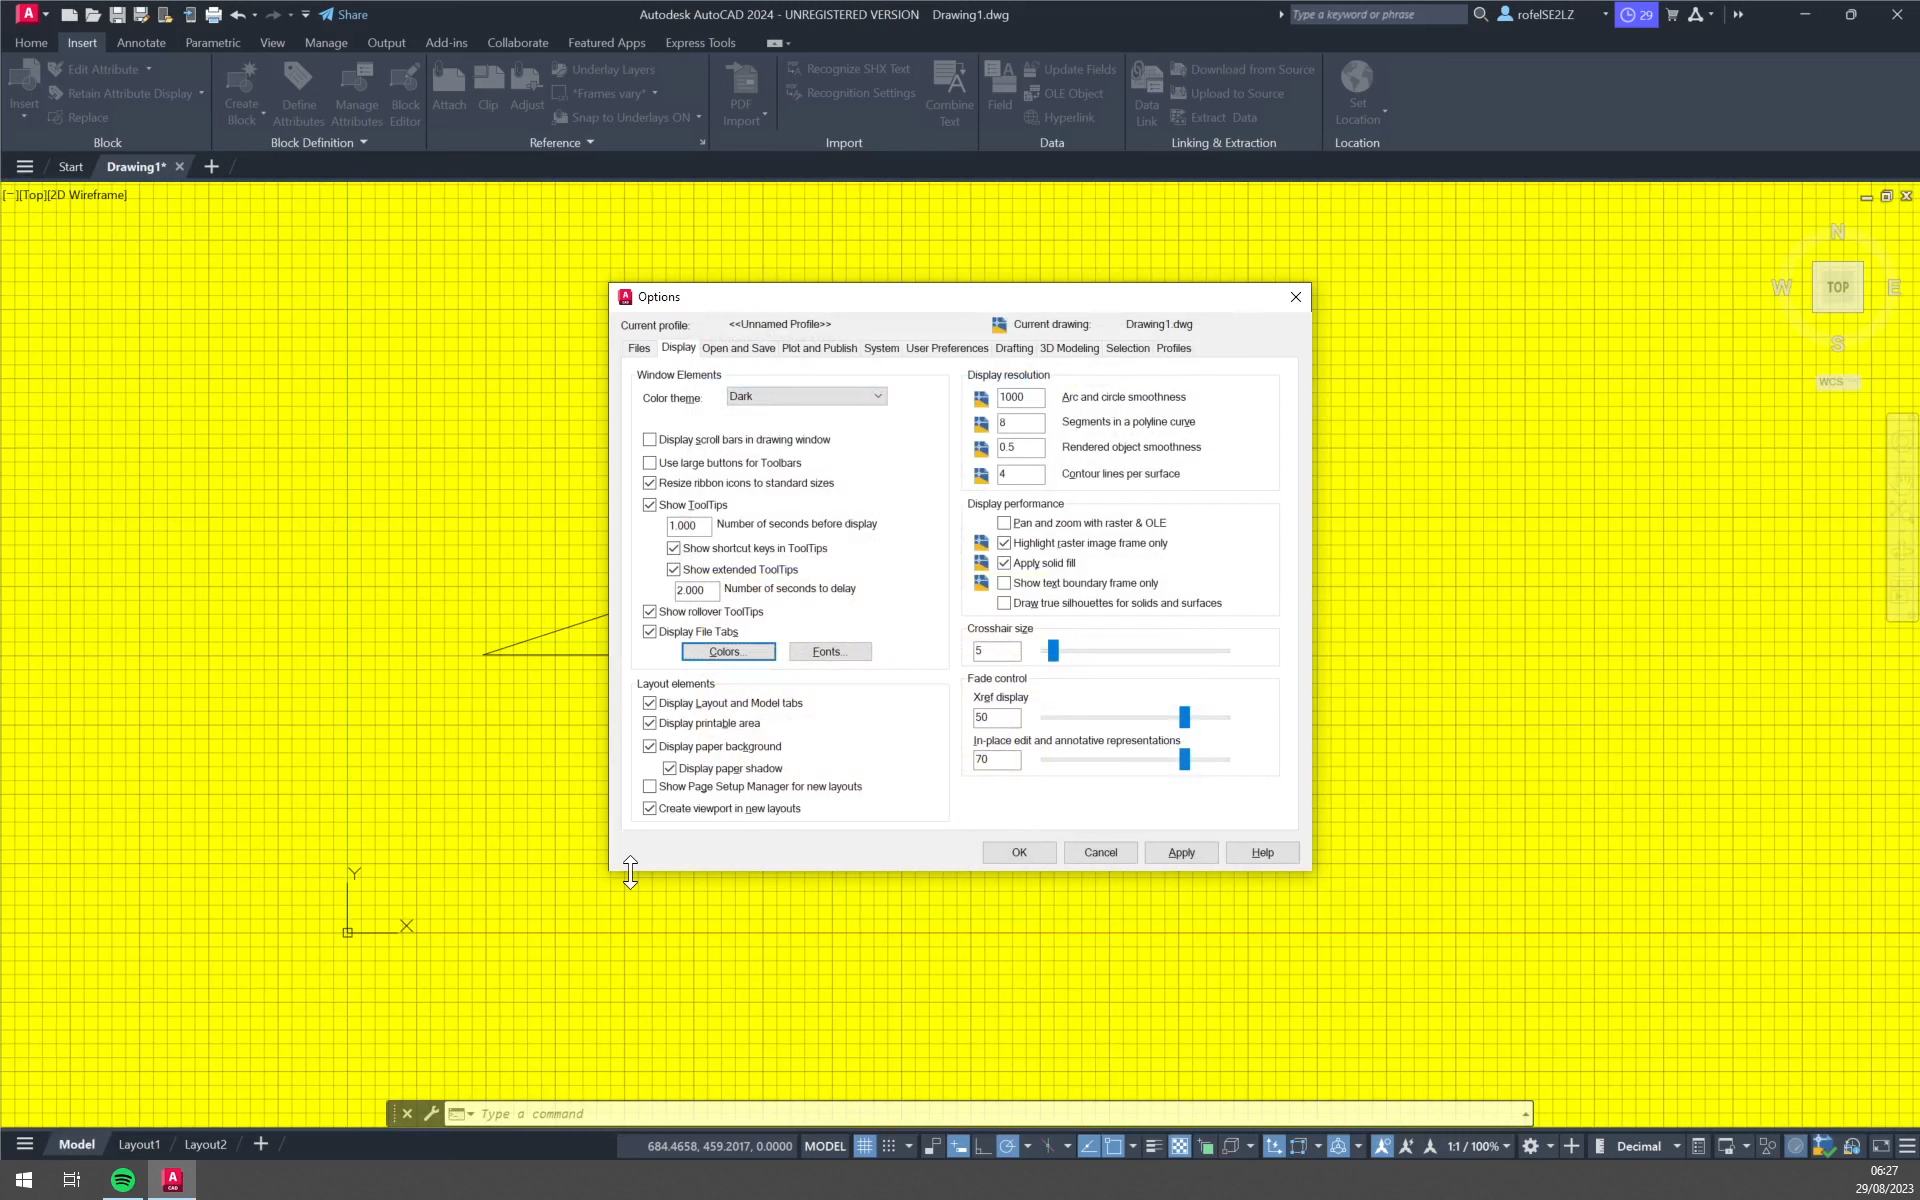 Share
Autodesk AutoCAD 2024 - UNREGISTERED VERSION Drawing1.dwg
Type a keyword or phrase
rofelSE2LZ
29
Home Insert Annotate Parametric View Manage Output Add-ins Collaborate Featured Apps Express Tools
Insert
Edit Attribute
Retain Attribute Display
Replace
Block
Create Block
Define Attributes
Manage Attributes
Block Editor
Block Definition
Attach
Clip
Adjust
Underlay Layers
*Frames vary*
Snap to Underlays ON
Reference
PDF Import
Recognize SHX Text
Recognition Settings
Combine Text
Import
Field
Update Fields
OLE Object
Hyperlink
Data
Data Link
Download from Source
Upload to Source
Extract Data
Linking & Extraction
Set Location
Location
Start
Drawing1*
[−][Top][2D Wireframe]
N
W
TOP
E
S
WCS
Options
Current profile: <<Unnamed Profile>>
Current drawing: Drawing1.dwg
Files Display Open and Save Plot and Publish System User Preferences Drafting 3D Modeling Selection Profiles
Window Elements
Color theme: Dark
Display scroll bars in drawing window
Use large buttons for Toolbars
Resize ribbon icons to standard sizes
Show ToolTips
1.000 Number of seconds before display
Show shortcut keys in ToolTips
Show extended ToolTips
2.000 Number of seconds to delay
Show rollover ToolTips
Display File Tabs
Colors... Fonts...
Layout elements
Display Layout and Model tabs
Display printable area
Display paper background
Display paper shadow
Show Page Setup Manager for new layouts
Create viewport in new layouts
Display resolution
1000 Arc and circle smoothness
8 Segments in a polyline curve
0.5 Rendered object smoothness
4 Contour lines per surface
Display performance
Pan and zoom with raster & OLE
Highlight raster image frame only
Apply solid fill
Show text boundary frame only
Draw true silhouettes for solids and surfaces
Crosshair size
5
Fade control
Xref display
50
In-place edit and annotative representations
70
OK Cancel Apply Help
Y
X
Type a command
Model Layout1 Layout2
684.4658, 459.2017, 0.0000 MODEL
1:1 / 100%
Decimal
06:27
29/08/2023